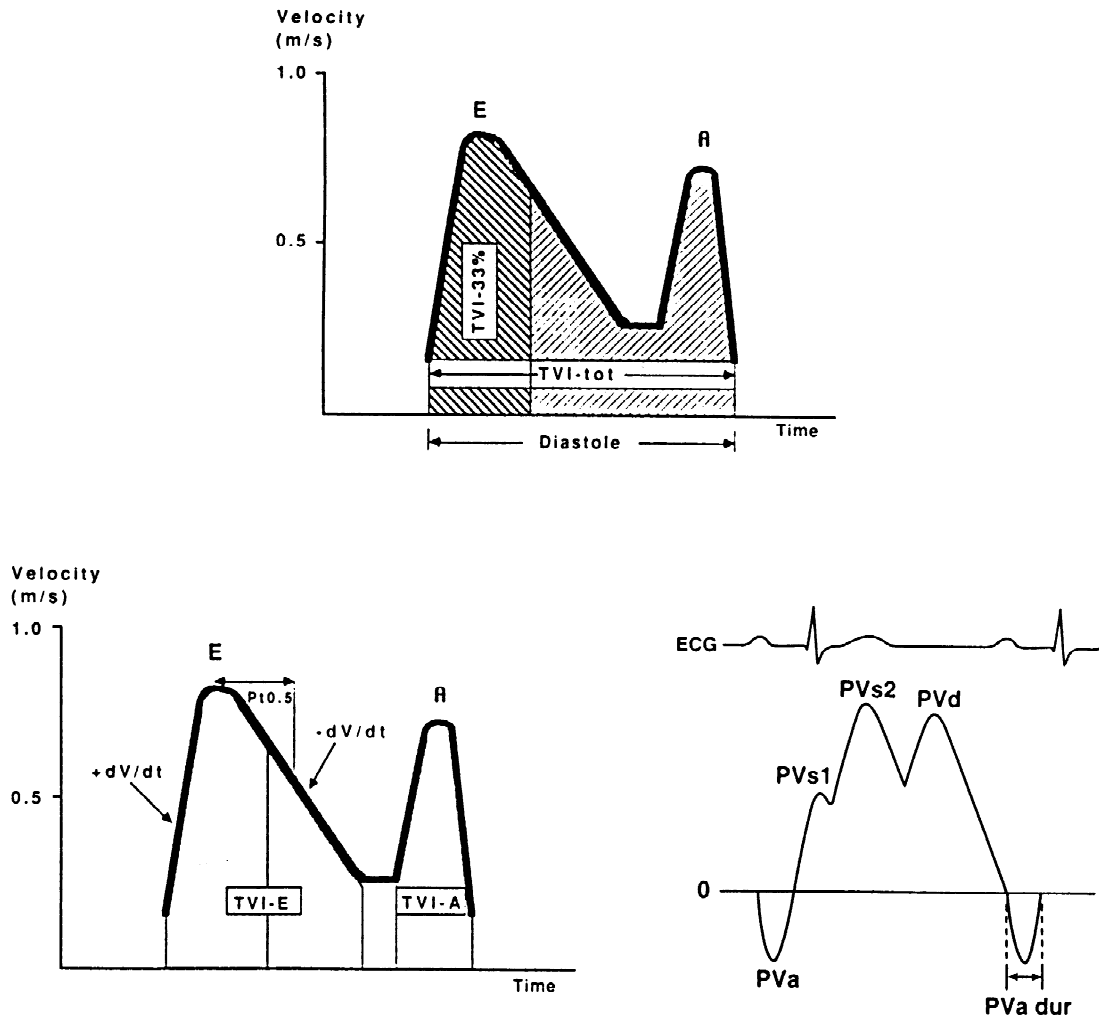 Velocity
(m/s)
1.0
E
A
0.5
TVI-33%
TVI-tot
Time
Diastole
Velocity
(m/s)
1.0
E
Pt0.5
A
-dV/dt
+dV/dt
0.5
TVI-E
TVI-A
Time
ECG
PVs2
PVd
PVs1
0
PVa
PVa dur